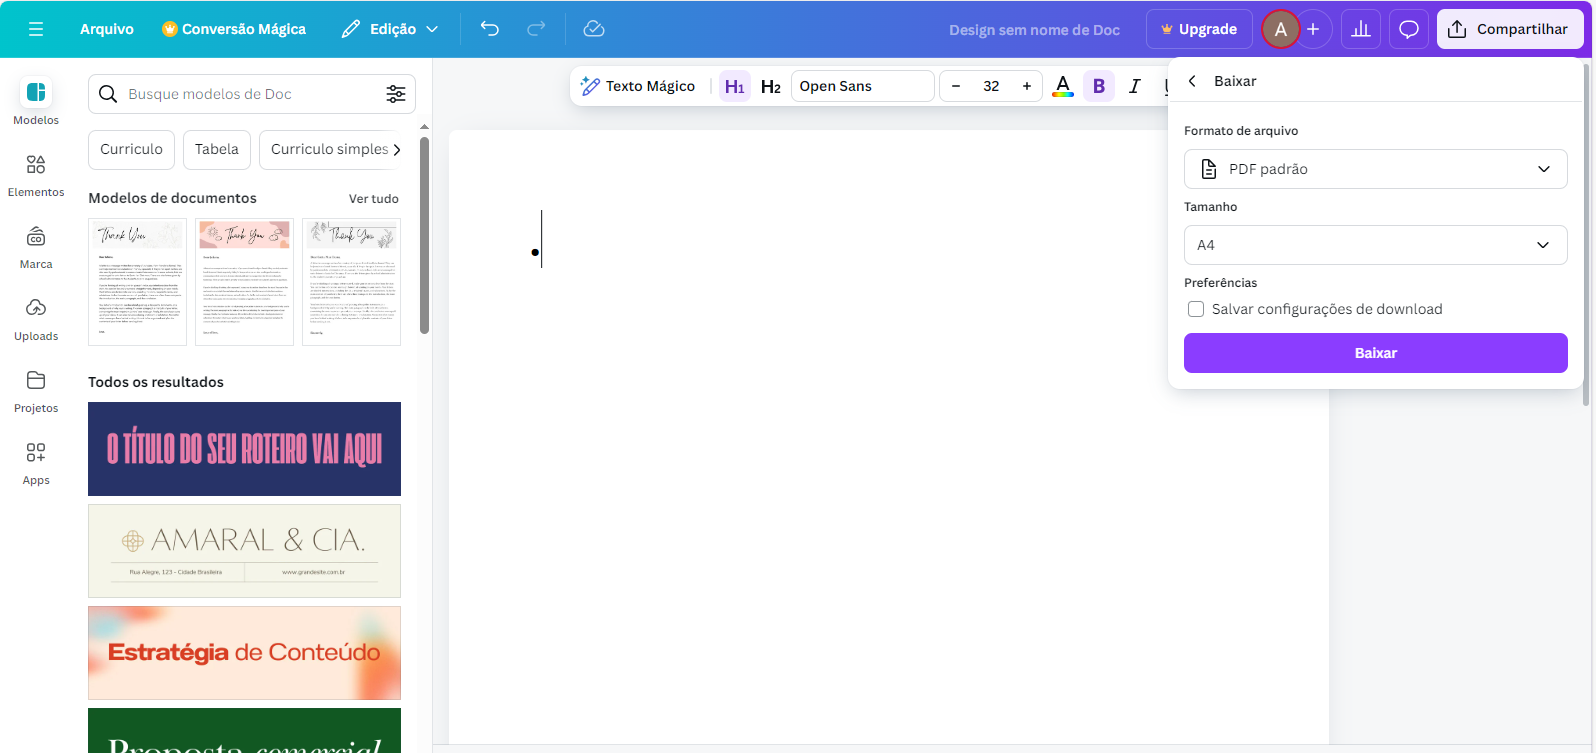 Arquivo
Conversão Mágica
Edição
Design sem nome de Doc
Upgrade
A
+
Compartilhar
Modelos
Elementos
Marca
Uploads
Projetos
Apps
Busque modelos de Doc
Curriculo
Tabela
Curriculo simples
Modelos de documentos
Ver tudo
Thank You
Thank You
Thank You
Todos os resultados
O TÍTULO DO SEU ROTEIRO VAI AQUI
AMARAL & CIA.
Rua Alegre, 123 - Cidade Brasileira
www.grandesite.com.br
Estratégia de Conteúdo
Proposta comercial
Texto Mágico
H1
H2
Open Sans
− 32 +
A
B
I
U
•
Baixar
Formato de arquivo
PDF padrão
Tamanho
A4
Preferências
Salvar configurações de download
Baixar